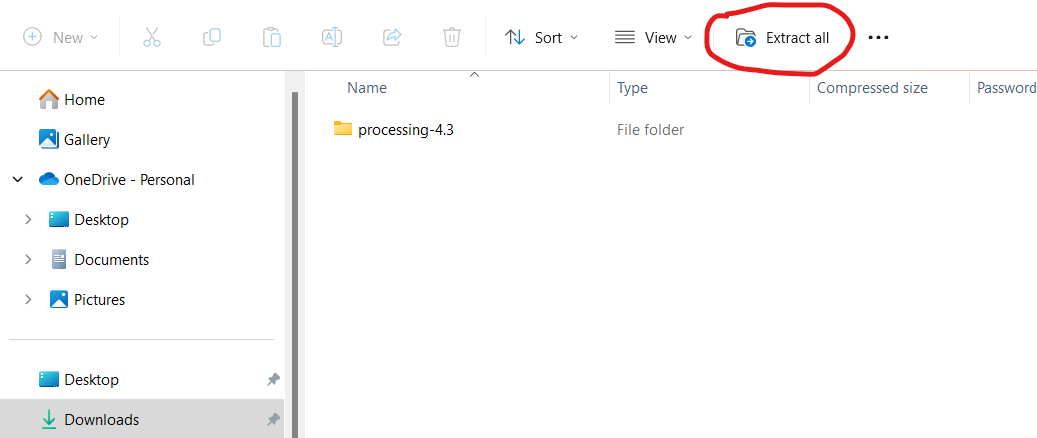 New Sort View Extract all
Name Type Compressed size Password
Home
processing-4.3 File folder
Gallery
OneDrive - Personal
Desktop
Documents
Pictures
Desktop
Downloads